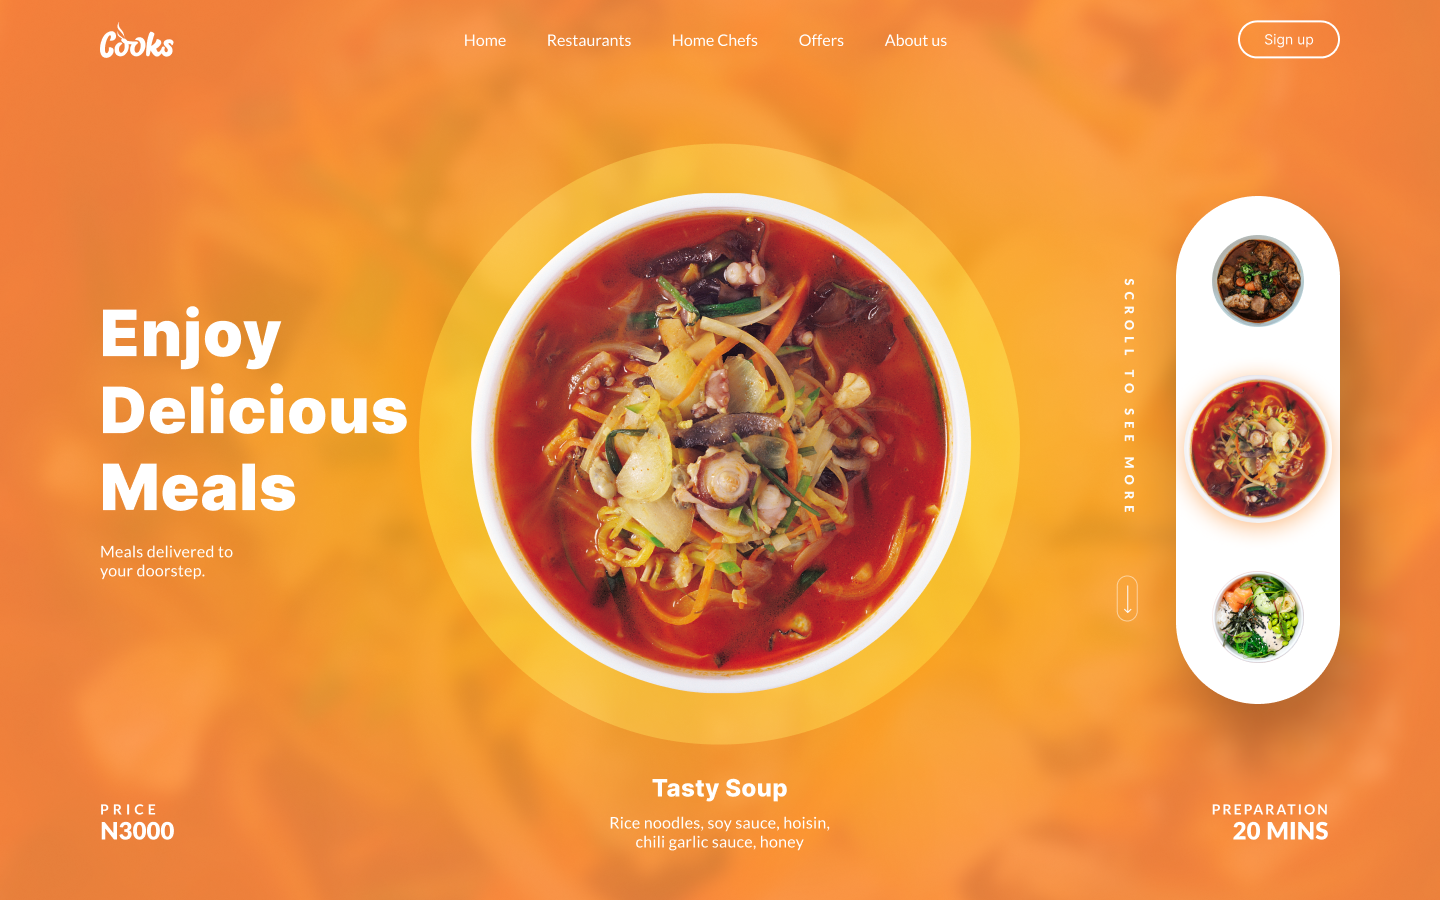 Cooks
Home
Restaurants
Home Chefs
Offers
About us
Sign up
Enjoy
Delicious
Meals
Meals delivered to
your doorstep.
SCROLL TO SEE MORE
Tasty Soup
Rice noodles, soy sauce, hoisin,
chili garlic sauce, honey
PRICE
N3000
PREPARATION
20 MINS